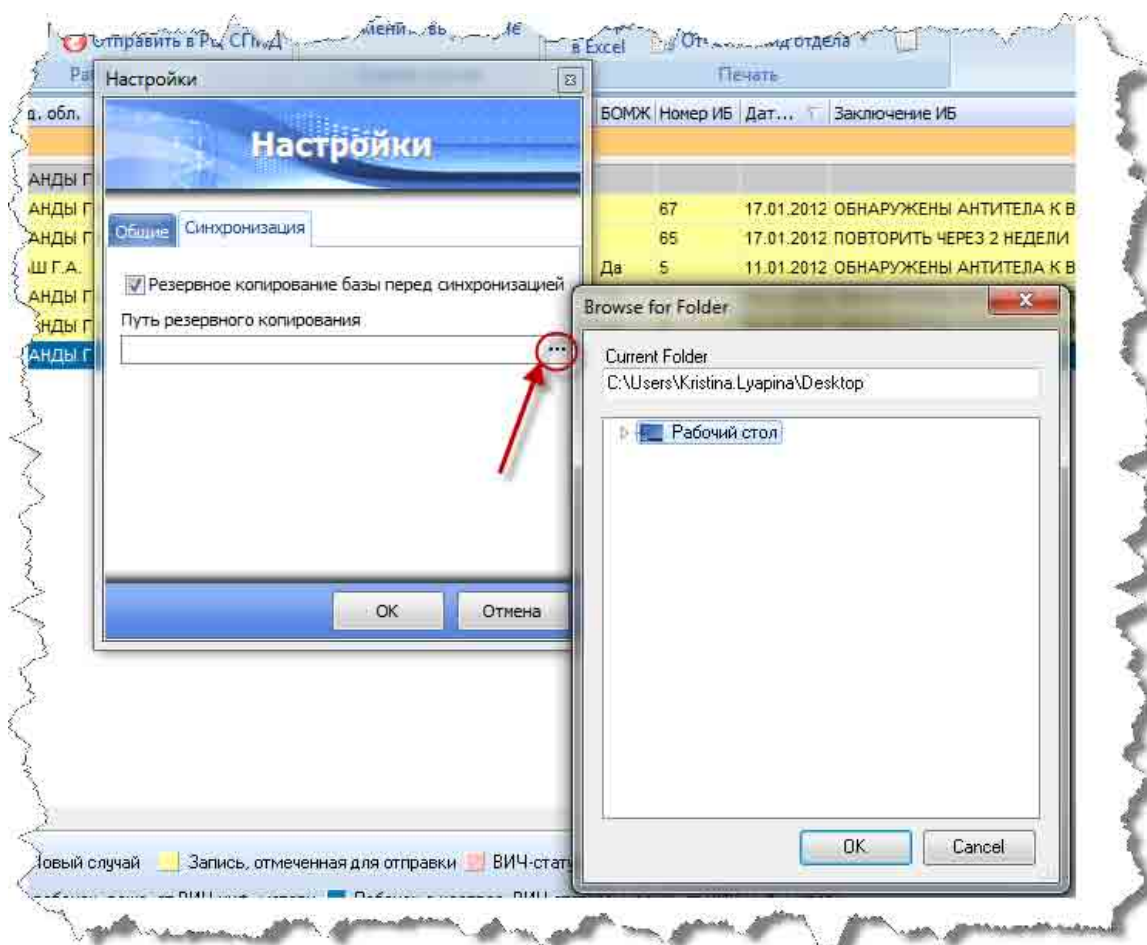 Отправить в РЦ СПИД
в Excel
отдела
Печать
Настройки
д. обл.
БОМЖ Номер ИБ Дат... Заключение ИБ
Настройки
АНДЫ Г
АНДЫ Г 67 17.01.2012 ОБНАРУЖЕНЫ АНТИТЕЛА К В
АНДЫ Г 65 17.01.2012 ПОВТОРИТЬ ЧЕРЕЗ 2 НЕДЕЛИ
Ш Г.А. Да 5 11.01.2012 ОБНАРУЖЕНЫ АНТИТЕЛА К В
АНДЫ Г
АНДЫ Г
АНДЫ Г
Общие Синхронизация
Резервное копирование базы перед синхронизацией
Путь резервного копирования
...
OK Отмена
Browse for Folder
Current Folder
C:\Users\Kristina.Lyapina\Desktop
Рабочий стол
OK Cancel
Новый случай Запись, отмеченная для отправки ВИЧ-стату